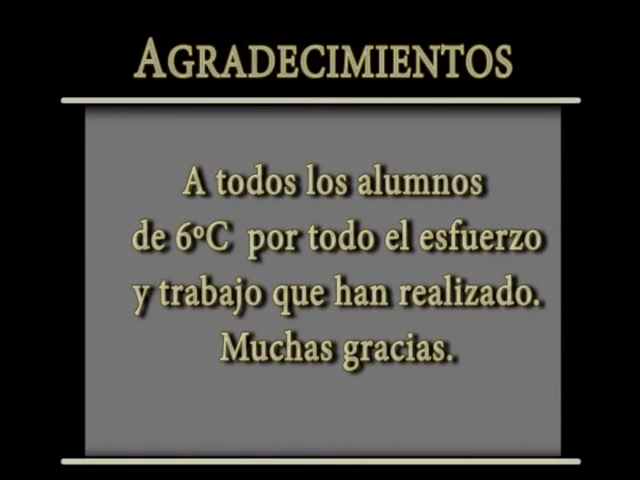 AGRADECIMIENTOS
A todos los alumnos
de 6ºC por todo el esfuerzo
y trabajo que han realizado.
Muchas gracias.